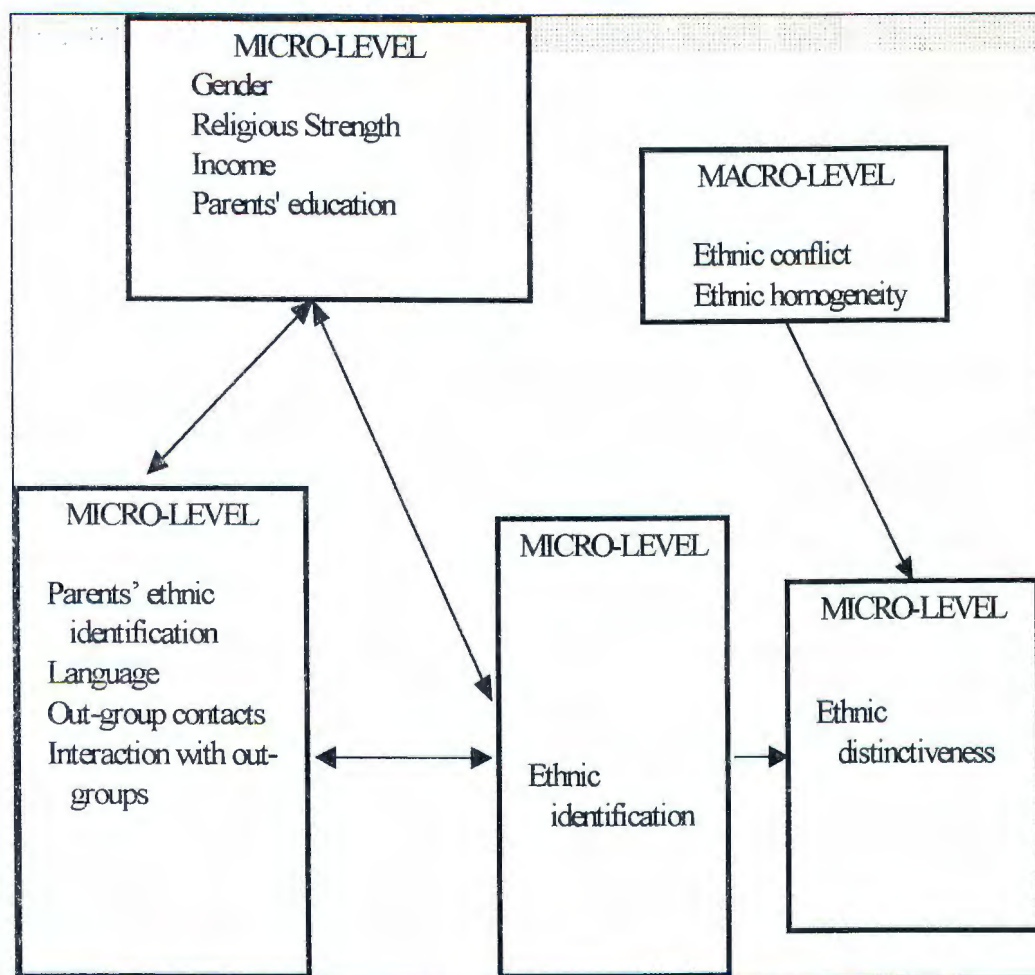 MICRO-LEVEL
Gender
Religious Strength
Income
Parents' education
MACRO-LEVEL
Ethnic conflict
Ethnic homogeneity
MICRO-LEVEL
Parents’ ethnic
identification
Language
Out-group contacts
Interaction with out-
groups
MICRO-LEVEL
Ethnic
identification
MICRO-LEVEL
Ethnic
distinctiveness